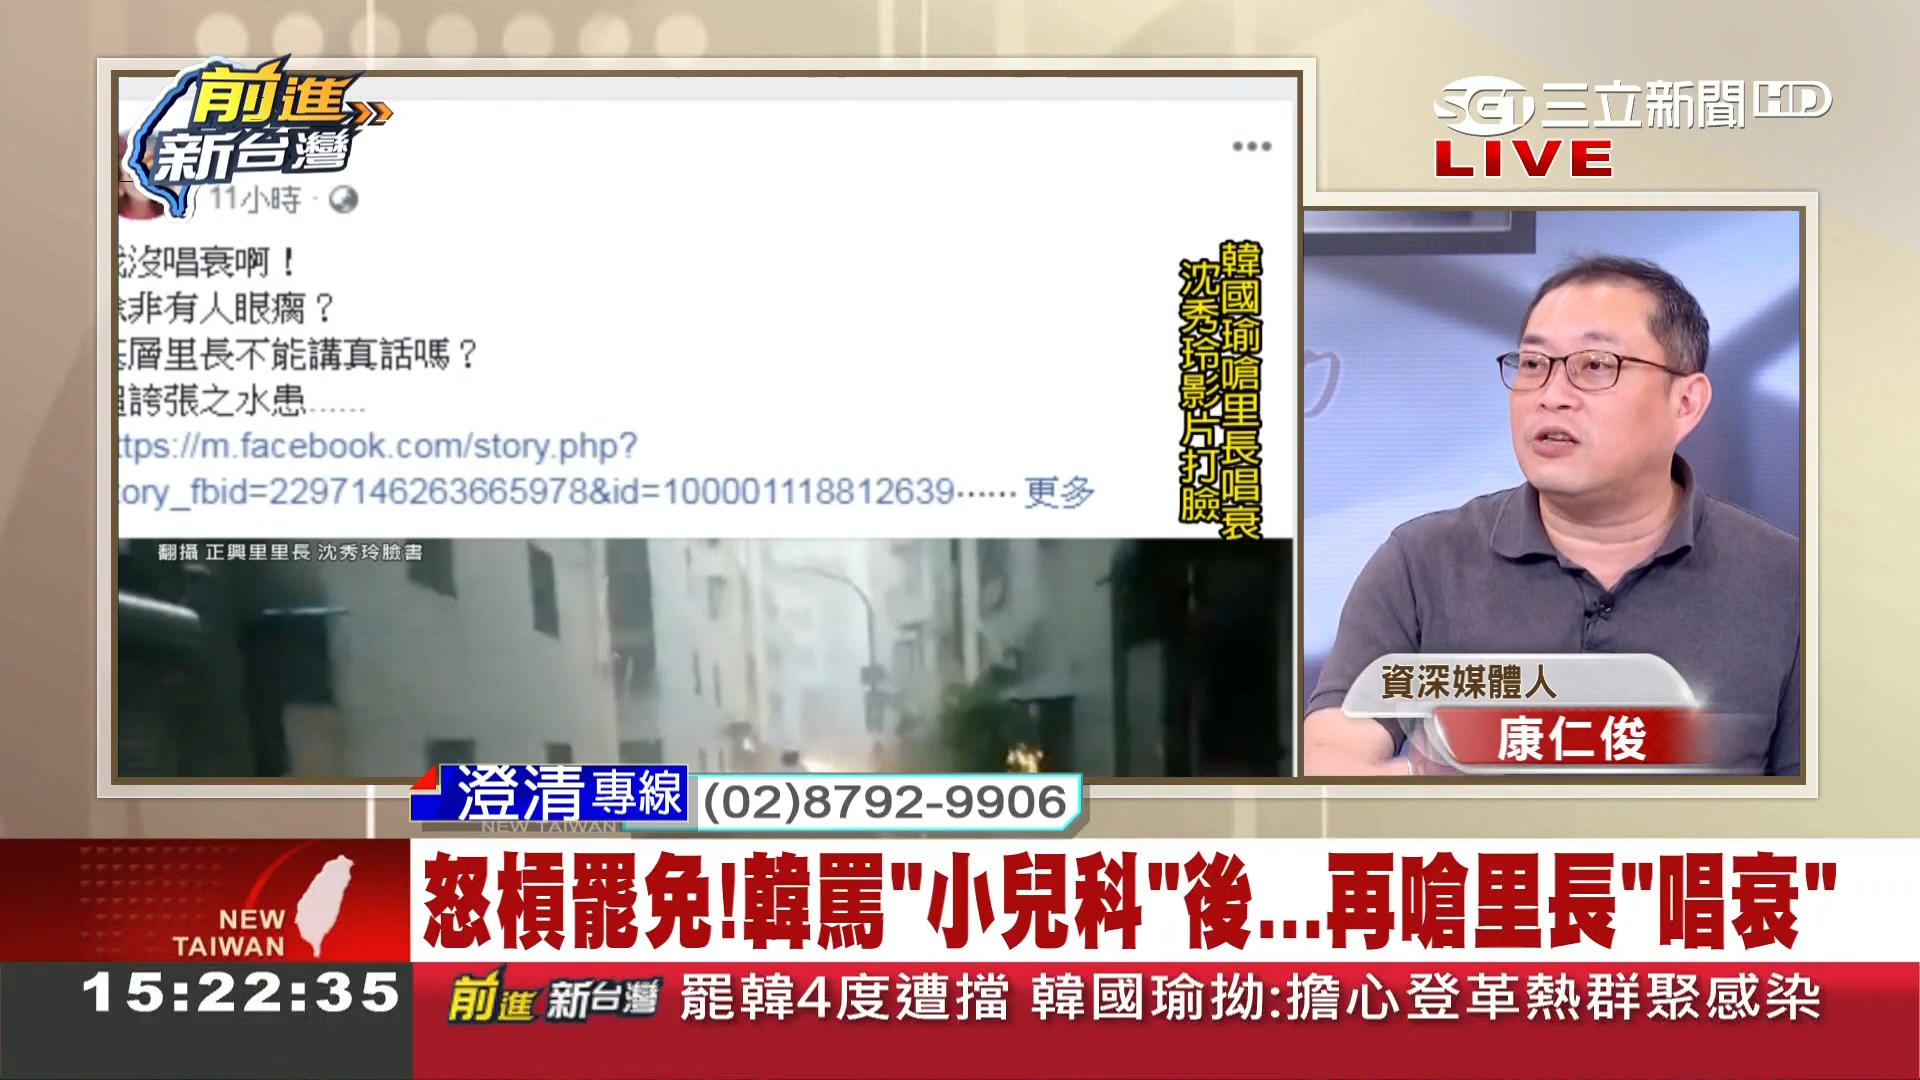 前進
新台灣
SET三立新聞HD
LIVE
11小時
沒唱衰啊！
非有人眼瘸？
層里長不能講真話嗎？
誇張之水患......
ttps://m.facebook.com/story.php?
tory_fbid=2297146263665978&id=100001118812639⋯⋯更多
韓國瑜嗆里長唱衰
沈秀玲影片打臉
翻攝 正興里里長 沈秀玲臉書
資深媒體人
康仁俊
澄清專線 (02)8792-9906
NEW TAIWAN
怒槓罷免!韓罵"小兒科"後...再嗆里長"唱衰"
NEW
TAIWAN
15:22:35
前進新台灣 罷韓4度遭擋 韓國瑜拗:擔心登革熱群聚感染